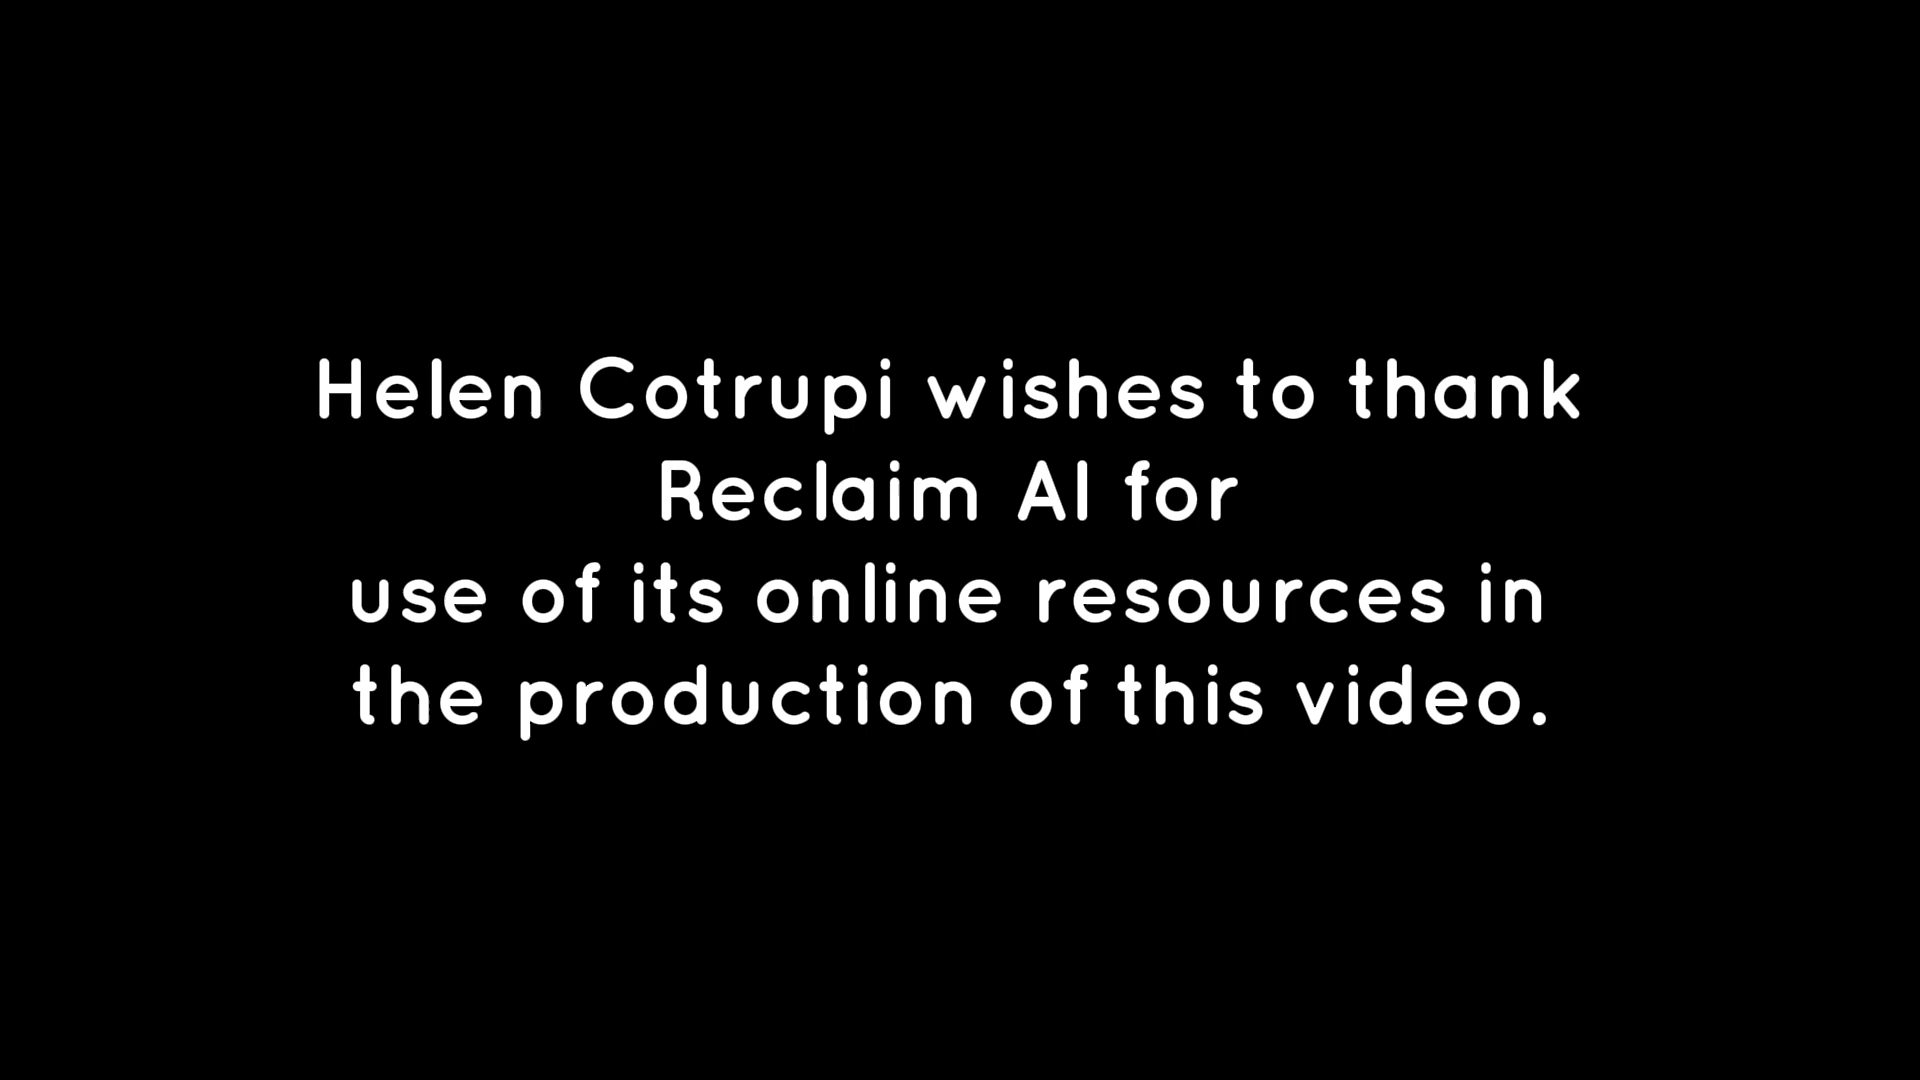 Helen Cotrupi wishes to thank
Reclaim AI for
use of its online resources in
the production of this video.